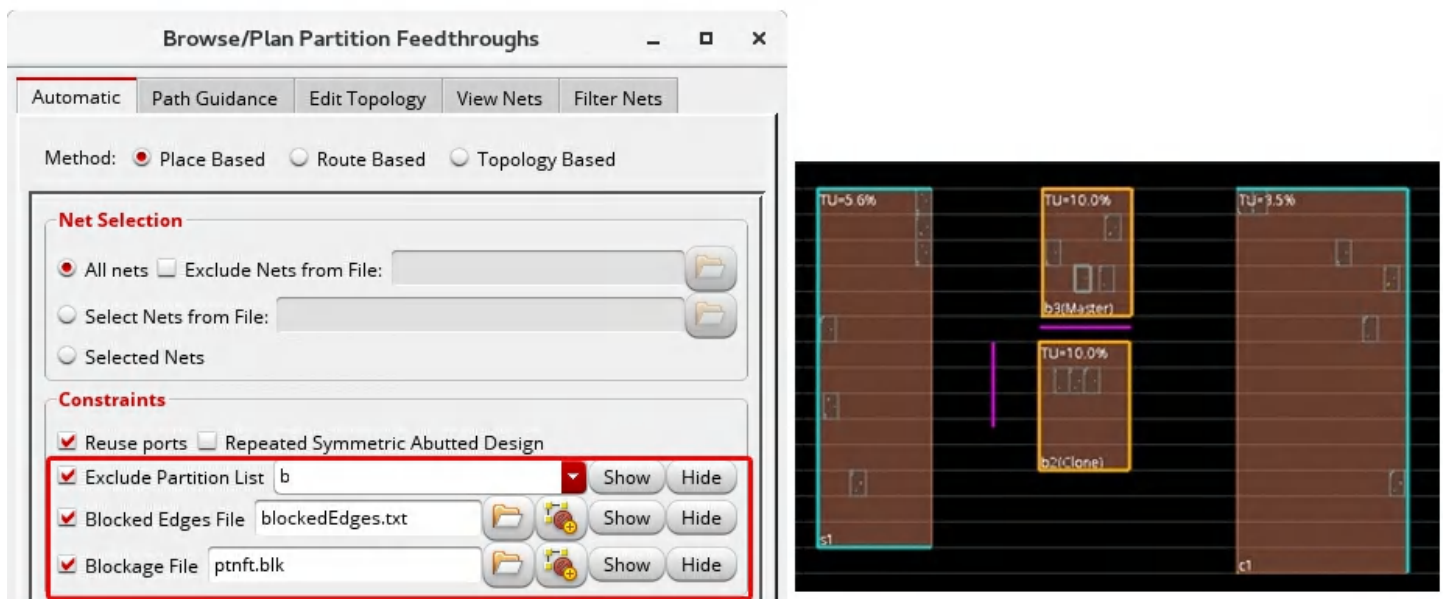 Browse/Plan Partition Feedthroughs
Automatic Path Guidance Edit Topology View Nets Filter Nets
Method: Place Based Route Based Topology Based
Net Selection
All nets Exclude Nets from File:
Select Nets from File:
Selected Nets
Constraints
Reuse ports Repeated Symmetric Abutted Design
Exclude Partition List b Show Hide
Blocked Edges File blockedEdges.txt Show Hide
Blockage File ptnft.blk Show Hide
TU=5.6%
s1
TU=10.0%
b3(Master)
TU=10.0%
b2(Clone)
TU=3.5%
c1